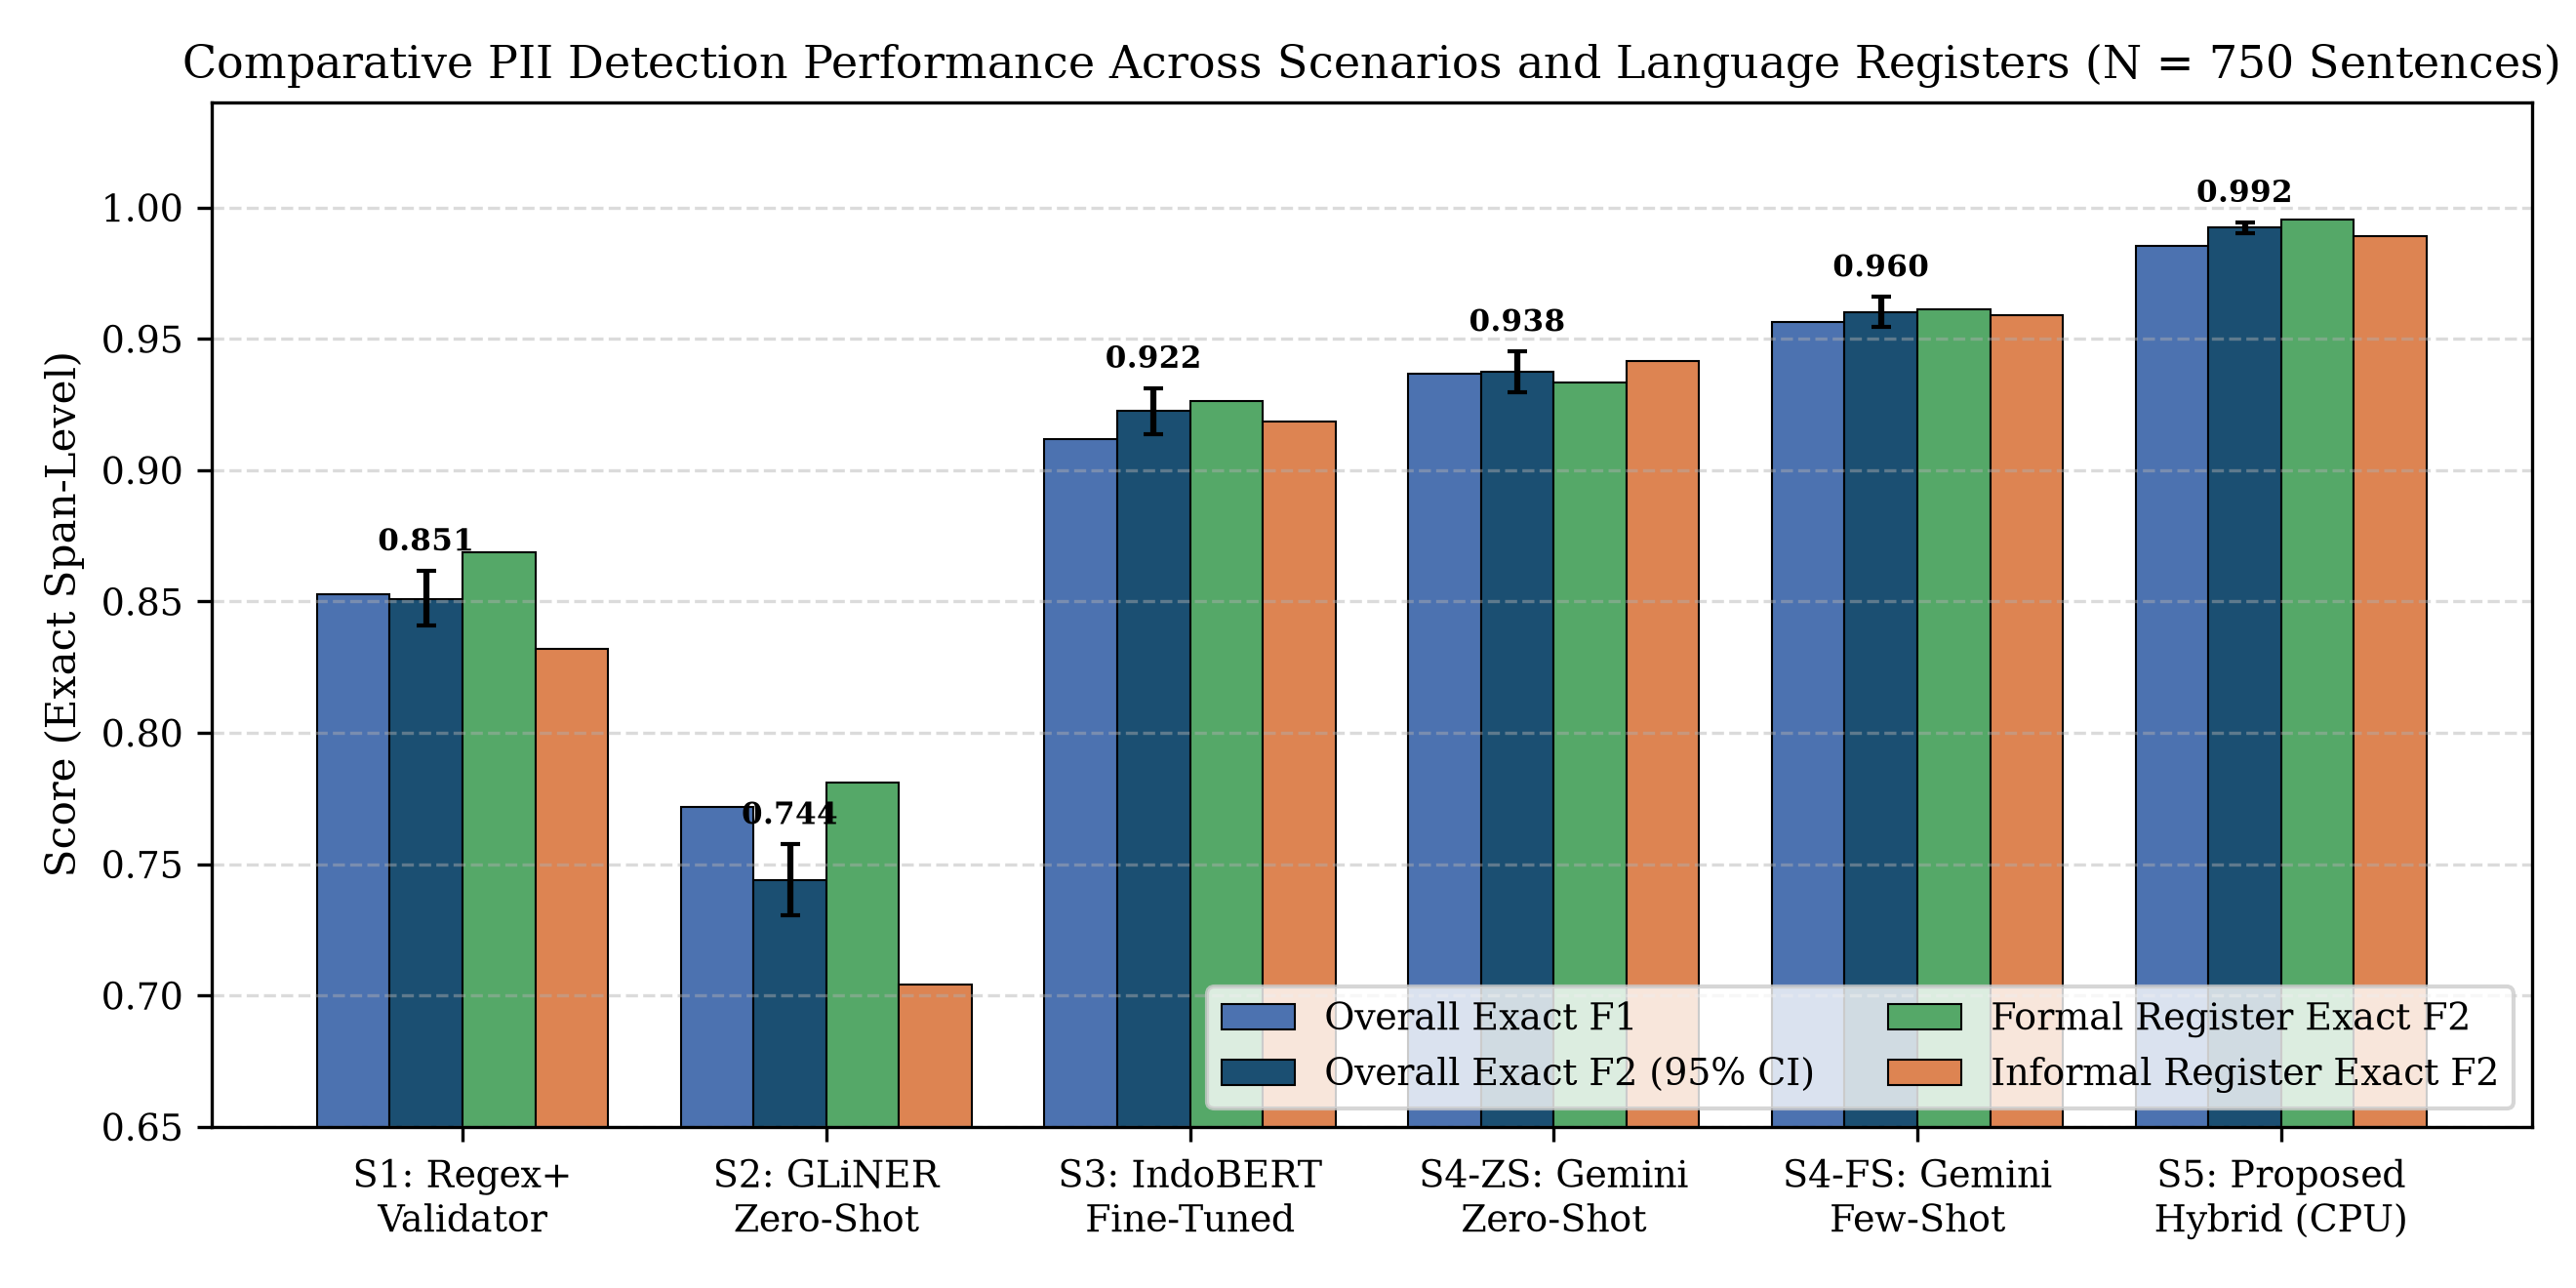 Comparative PII Detection Performance Across Scenarios and Language Registers (N = 750 Sentences)
Score (Exact Span-Level)
1.00
0.95
0.90
0.85
0.80
0.75
0.70
0.65
0.851
0.744
0.922
0.938
0.960
0.992
Overall Exact F1
Overall Exact F2 (95% CI)
Formal Register Exact F2
Informal Register Exact F2
S1: Regex+
Validator
S2: GLiNER
Zero-Shot
S3: IndoBERT
Fine-Tuned
S4-ZS: Gemini
Zero-Shot
S4-FS: Gemini
Few-Shot
S5: Proposed
Hybrid (CPU)